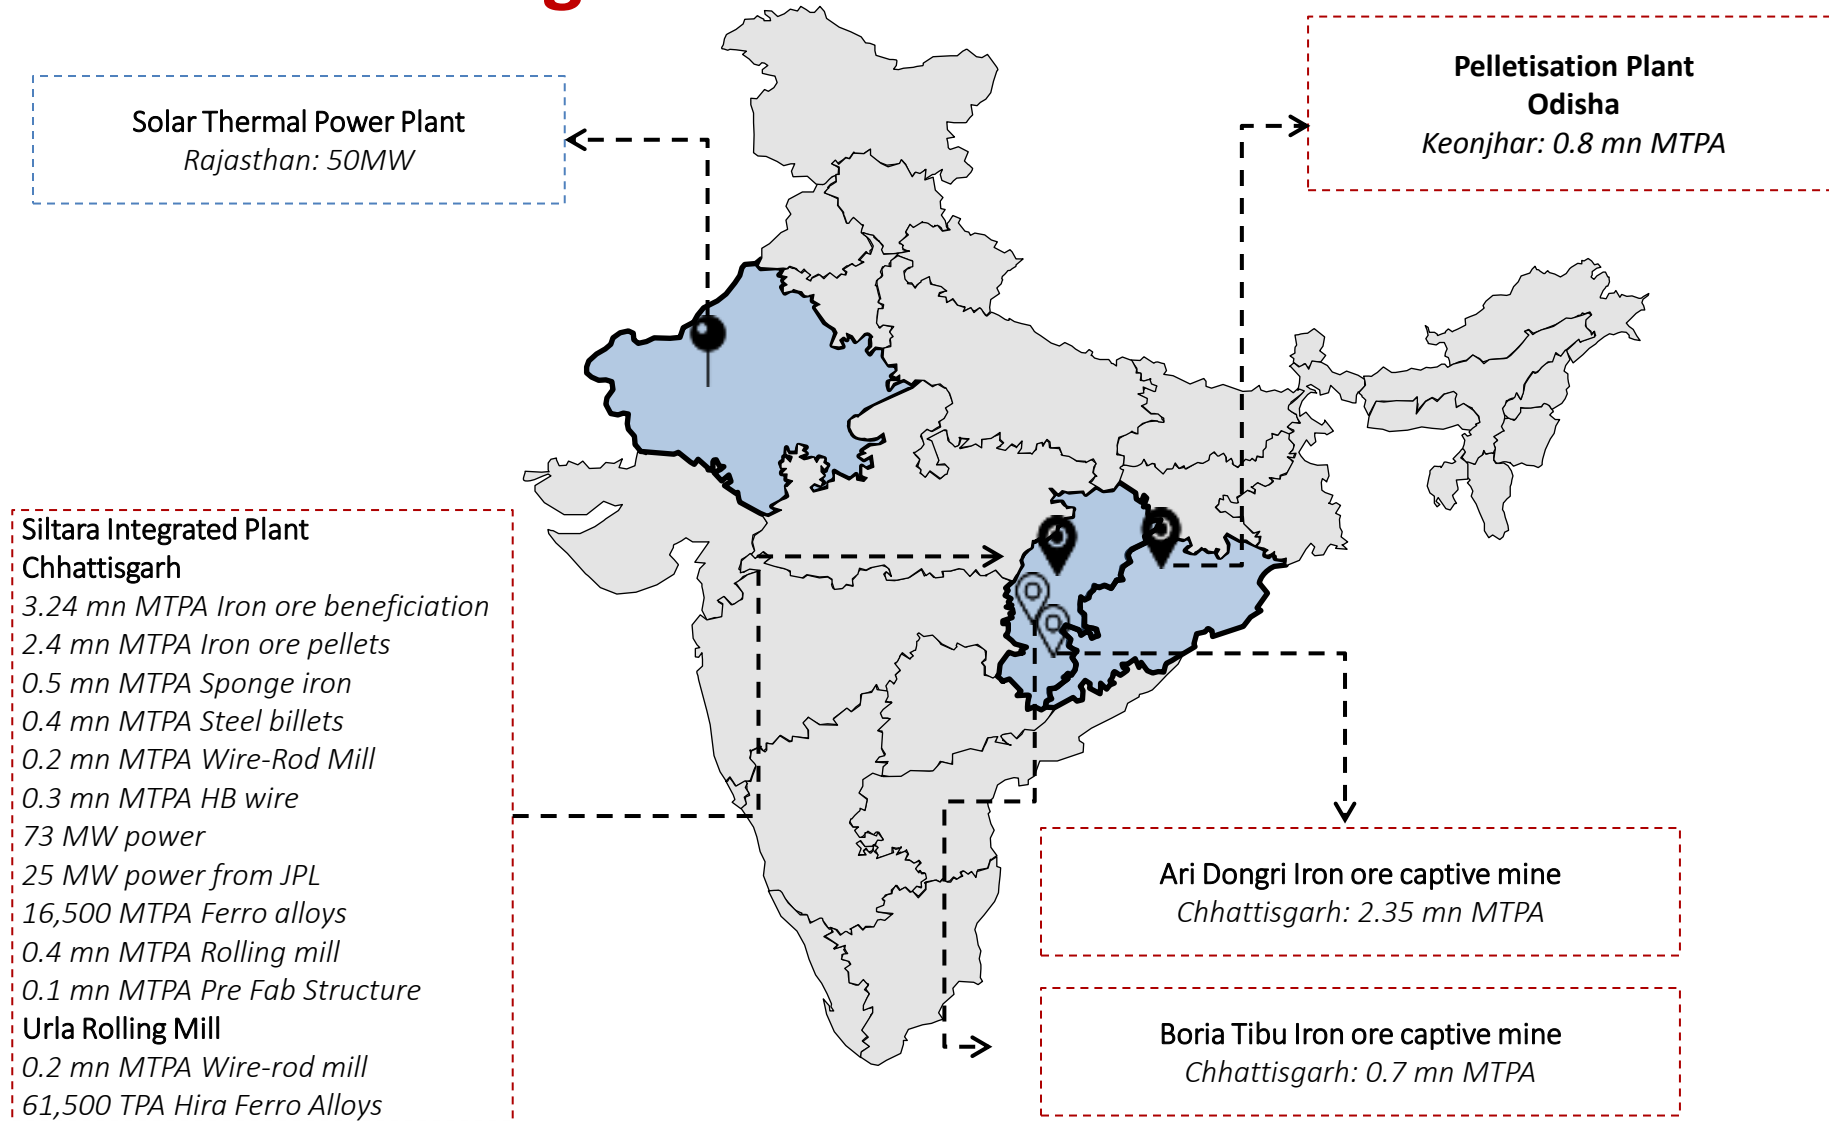 Solar Thermal Power Plant
Rajasthan: 50MW
Pelletisation Plant
Odisha
Keonjhar: 0.8 mn MTPA
Siltara Integrated Plant
Chhattisgarh
3.24 mn MTPA Iron ore beneficiation
2.4 mn MTPA Iron ore pellets
0.5 mn MTPA Sponge iron
0.4 mn MTPA Steel billets
0.2 mn MTPA Wire-Rod Mill
0.3 mn MTPA HB wire
73 MW power
25 MW power from JPL
16,500 MTPA Ferro alloys
0.4 mn MTPA Rolling mill
0.1 mn MTPA Pre Fab Structure
Urla Rolling Mill
0.2 mn MTPA Wire-rod mill
61,500 TPA Hira Ferro Alloys
Ari Dongri Iron ore captive mine
Chhattisgarh: 2.35 mn MTPA
Boria Tibu Iron ore captive mine
Chhattisgarh: 0.7 mn MTPA